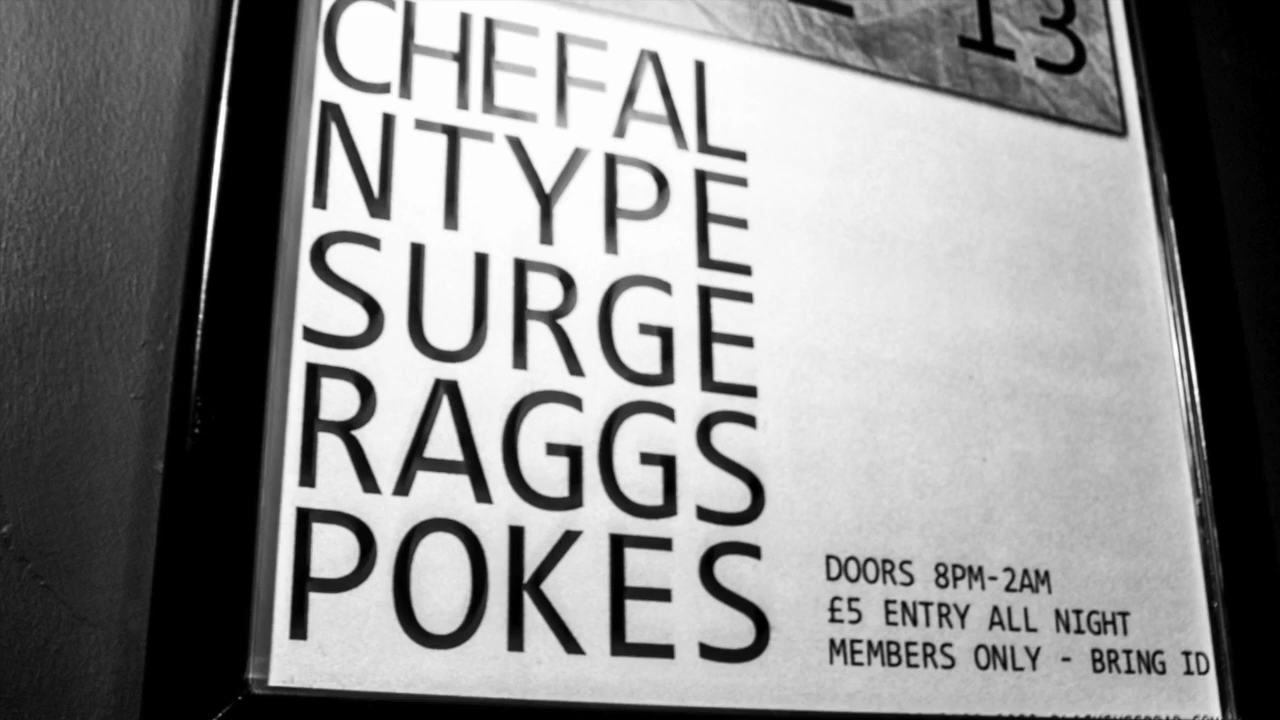 13
CHEFAL
NTYPE
SURGE
RAGGS
POKES
DOORS 8PM-2AM
£5 ENTRY ALL NIGHT
MEMBERS ONLY - BRING ID